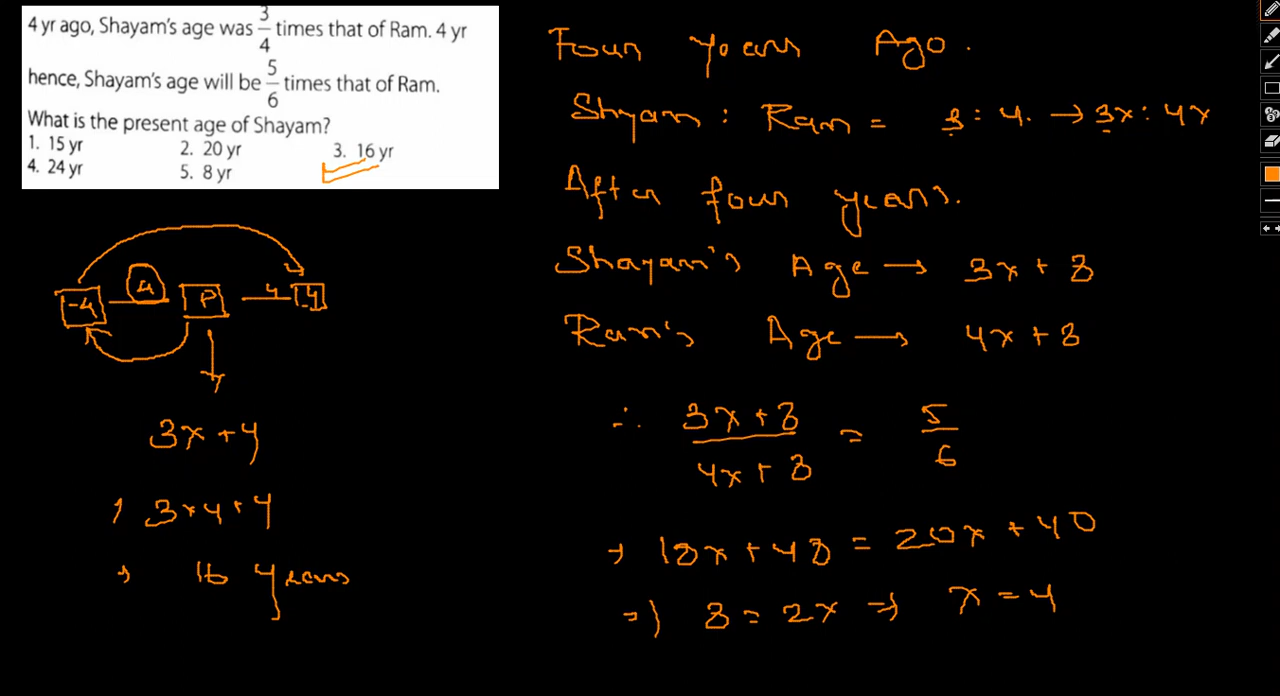 4 yr ago, Shayam's age was 3/4 times that of Ram. 4 yr
hence, Shayam's age will be 5/6 times that of Ram.
What is the present age of Shayam?
1. 15 yr 2. 20 yr 3. 16 yr
4. 24 yr 5. 8 yr
Four years Ago.
Shyam : Ram = 3 : 4. → 3x : 4x
After four years.
Shayam's Age → 3x + 8
Ram's Age → 4x + 8
∴ 3x + 8 / 4x + 8 = 5/6
⇒ 18x + 48 = 20x + 40
⇒ 8 = 2x ⇒ x = 4
-4 4 P 4 4
3x + 4
⇒ 3×4+4
⇒ 16 years